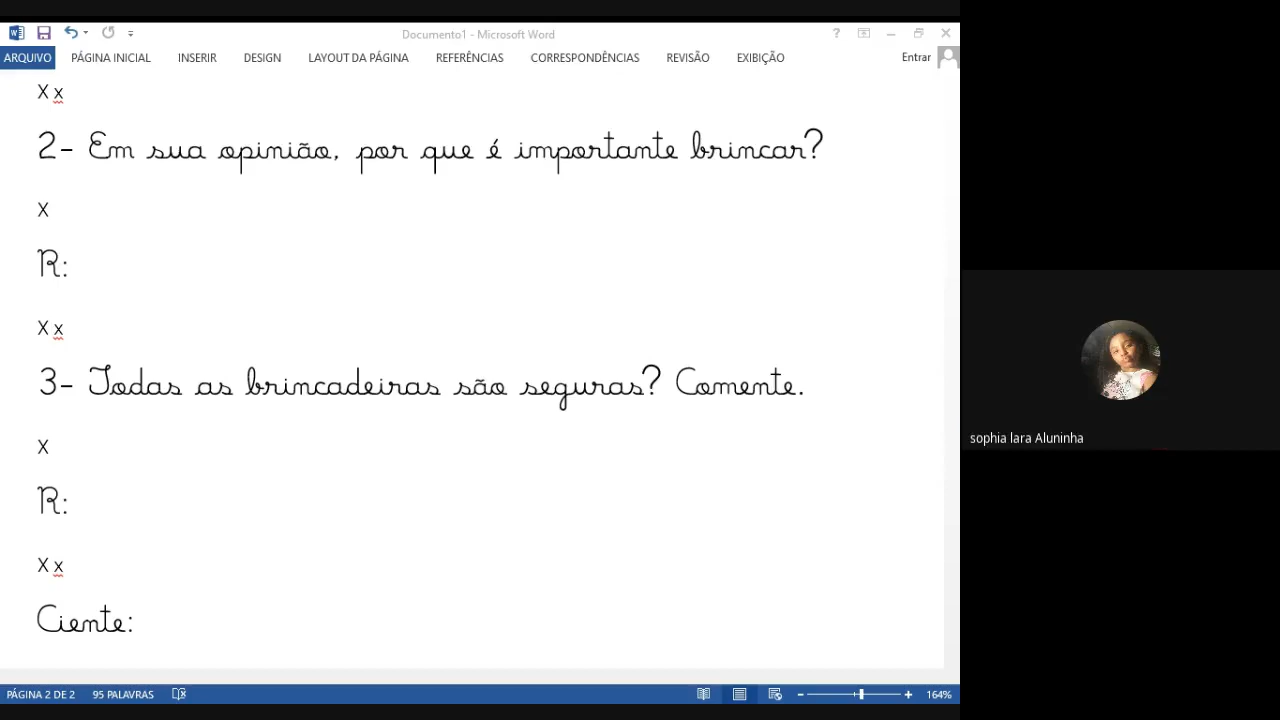 Documento1 - Microsoft Word
ARQUIVO PÁGINA INICIAL INSERIR DESIGN LAYOUT DA PÁGINA REFERÊNCIAS CORRESPONDÊNCIAS REVISÃO EXIBIÇÃO Entrar
X x
2- Em sua opinião, por que é importante brincar?
X
R:
X x
3- Todas as brincadeiras são seguras? Comente.
X
R:
X x
Ciente:
sophia lara Aluninha
PÁGINA 2 DE 2 95 PALAVRAS 164%